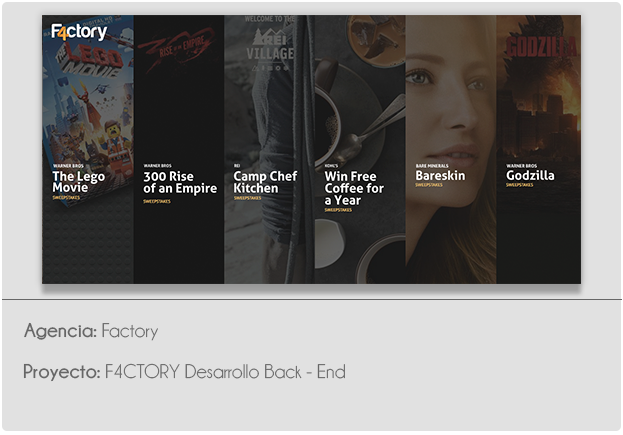 F4ctory
THE
LEGO
MOVIE
WARNER BROS
The Lego
Movie
SWEEPSTAKES
RISE OF AN EMPIRE
WARNER BROS
300 Rise
of an Empire
SWEEPSTAKES
WELCOME TO THE
REI
VILLAGE
REI
Camp Chef
Kitchen
SWEEPSTAKES
KOHL'S
Win Free
Coffee for
a Year
SWEEPSTAKES
BARE MINERALS
Bareskin
SWEEPSTAKES
GODZILLA
WARNER BROS
Godzilla
SWEEPSTAKES
Agencia: Factory
Proyecto: F4CTORY Desarrollo Back - End